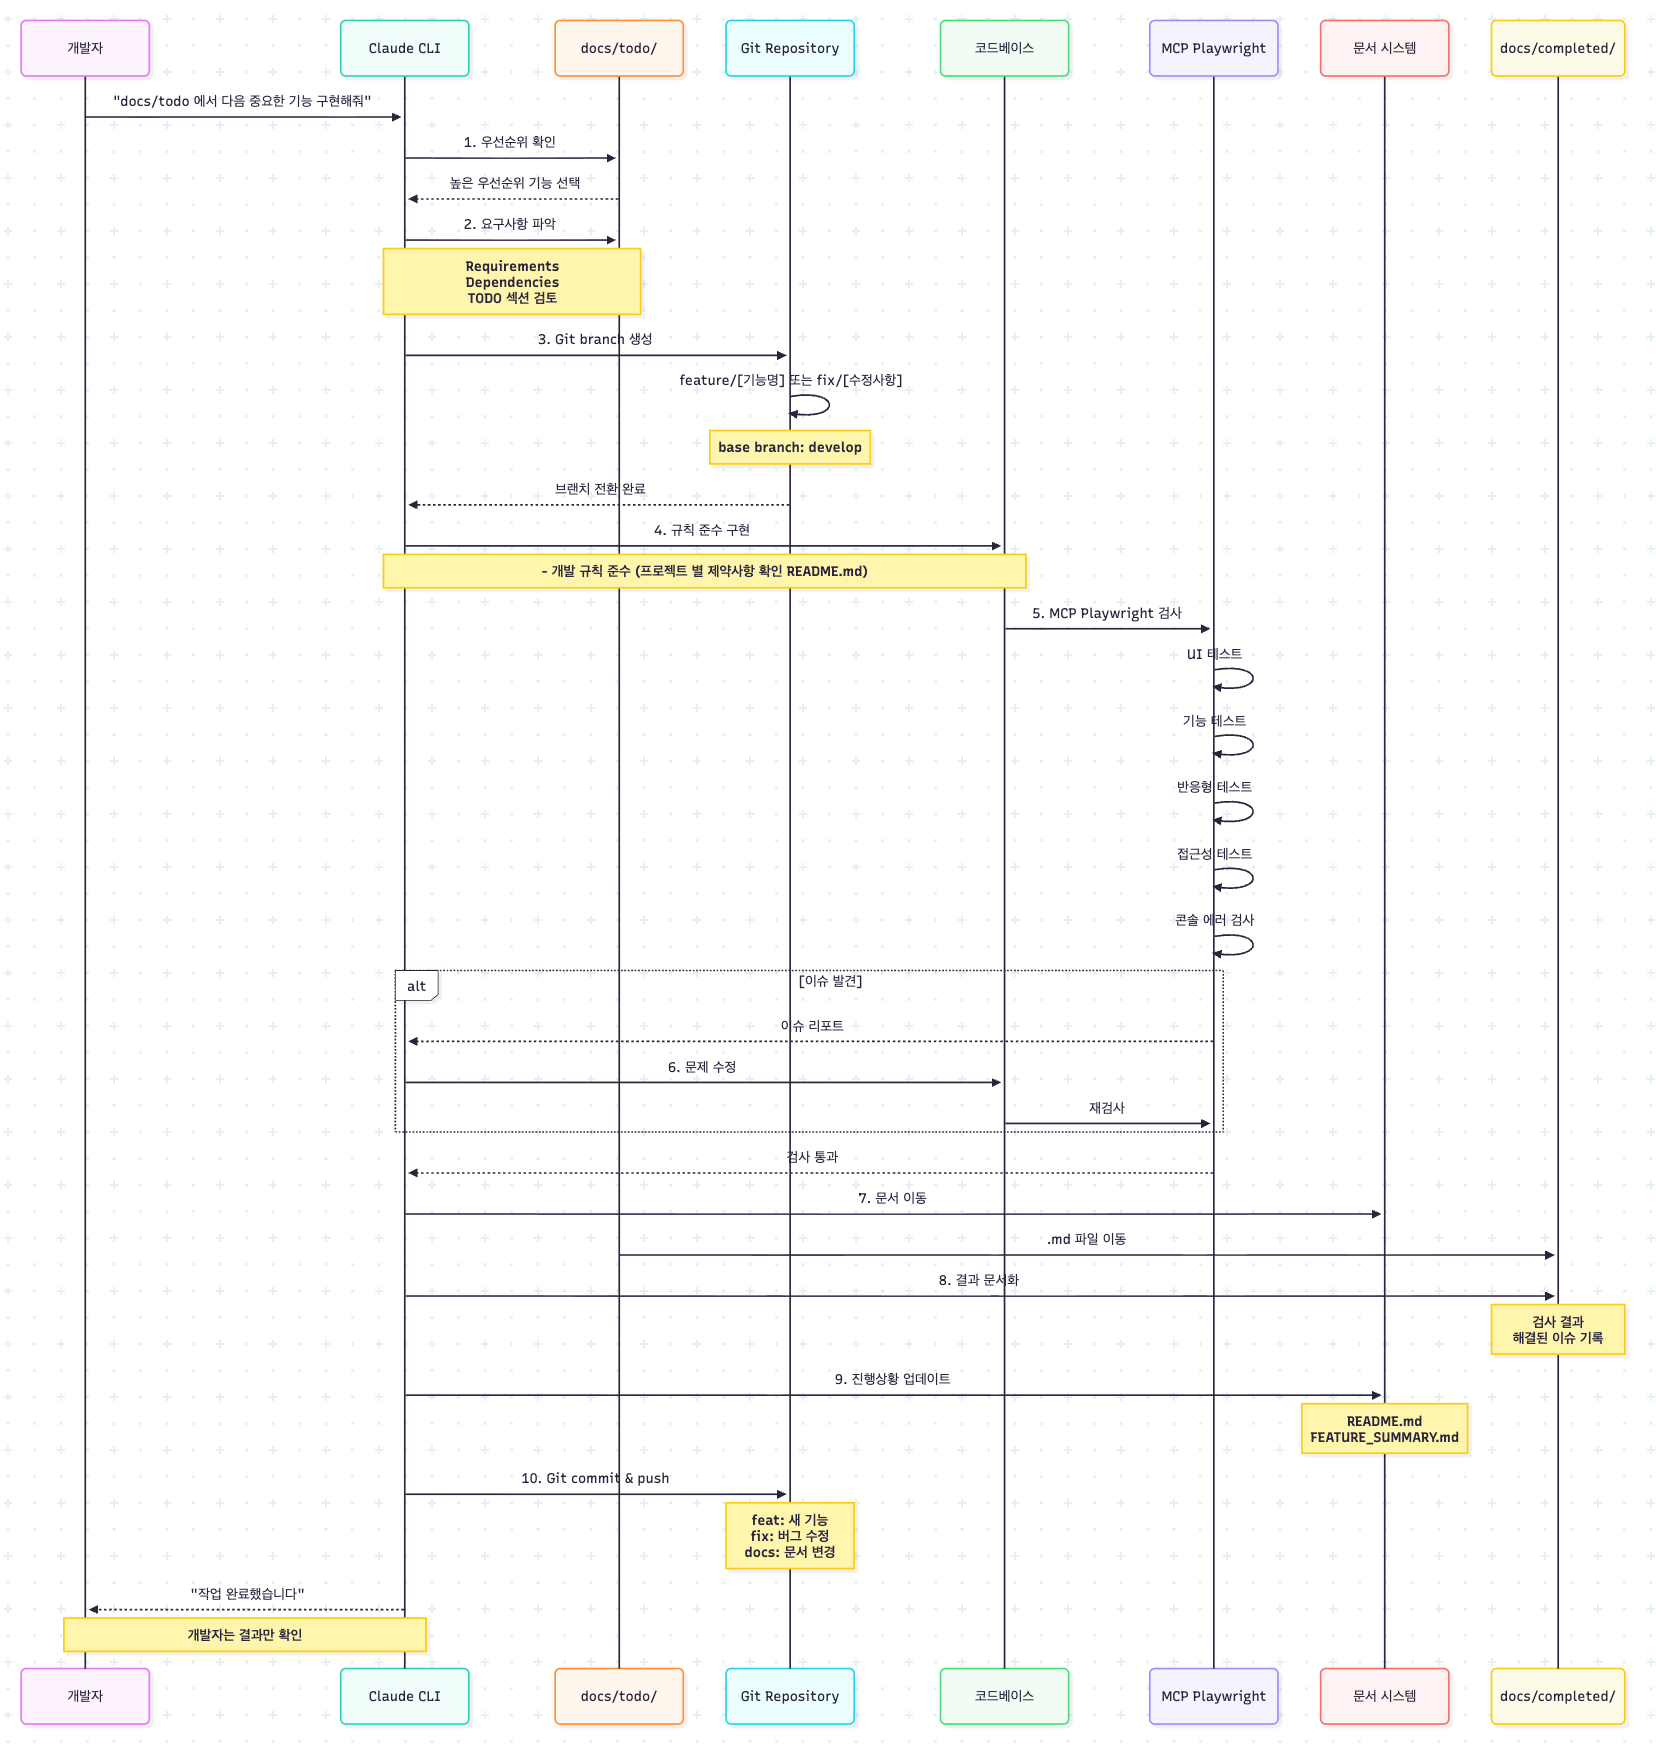 개발자
Claude CLI
docs/todo/
Git Repository
코드베이스
MCP Playwright
문서 시스템
docs/completed/
"docs/todo 에서 다음 중요한 기능 구현해줘"
1. 우선순위 확인
높은 우선순위 기능 선택
2. 요구사항 파악
Requirements
Dependencies
TODO 섹션 검토
3. Git branch 생성
feature/[기능명] 또는 fix/[수정사항]
base branch: develop
브랜치 전환 완료
4. 규칙 준수 구현
- 개발 규칙 준수 (프로젝트 별 제약사항 확인 README.md)
5. MCP Playwright 검사
UI 테스트
기능 테스트
반응형 테스트
접근성 테스트
콘솔 에러 검사
alt
[이슈 발견]
이슈 리포트
6. 문제 수정
재검사
검사 통과
7. 문서 이동
.md 파일 이동
8. 결과 문서화
검사 결과
해결된 이슈 기록
9. 진행상황 업데이트
README.md
FEATURE_SUMMARY.md
10. Git commit & push
feat: 새 기능
fix: 버그 수정
docs: 문서 변경
"작업 완료했습니다"
개발자는 결과만 확인
개발자
Claude CLI
docs/todo/
Git Repository
코드베이스
MCP Playwright
문서 시스템
docs/completed/